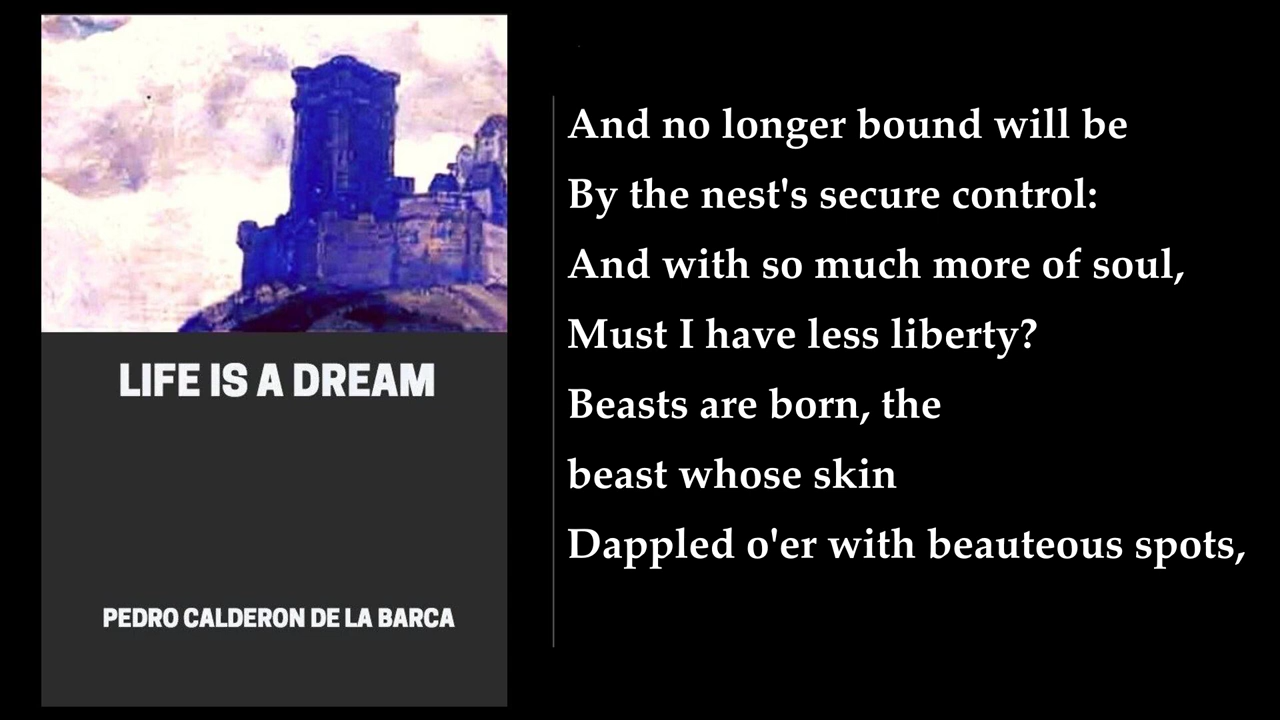 LIFE IS A DREAM
PEDRO CALDERON DE LA BARCA
And no longer bound will be
By the nest's secure control:
And with so much more of soul,
Must I have less liberty?
Beasts are born, the
beast whose skin
Dappled o'er with beauteous spots,